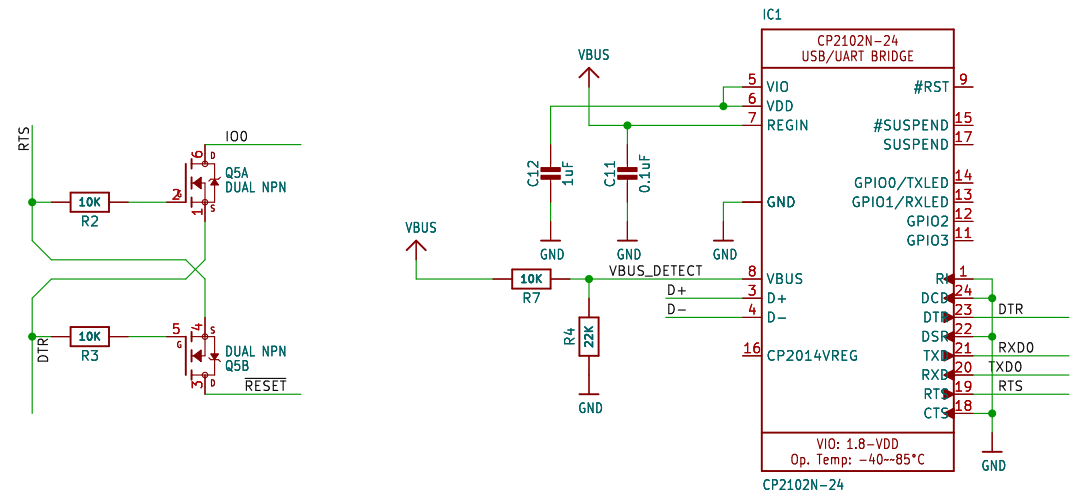 RTS
IO0
6
D
Q5A
DUAL NPN
2
G
1
S
10K
R2
10K
R3
DTR
5
G
4
S
DUAL NPN
Q5B
3
D
RESET
VBUS
C12
1uF
GND
C11
0.1uF
GND
GND
VBUS
10K
R7
VBUS_DETECT
R4
22K
GND
D+
D-
IC1
CP2102N-24
USB/UART BRIDGE
5 VIO
6 VDD
7 REGIN
GND
8 VBUS
3 D+
4 D-
16 CP2014VREG
#RST 9
#SUSPEND 15
SUSPEND 17
GPIO0/TXLED 14
GPIO1/RXLED 13
GPIO2 12
GPIO3 11
RI 1
DCD 24
DTR 23 DTR
DSR 22
TXD 21 RXD0
RXD 20 TXD0
RTS 19 RTS
CTS 18
GND
VIO: 1.8-VDD
Op. Temp: -40~~85°C
CP2102N-24